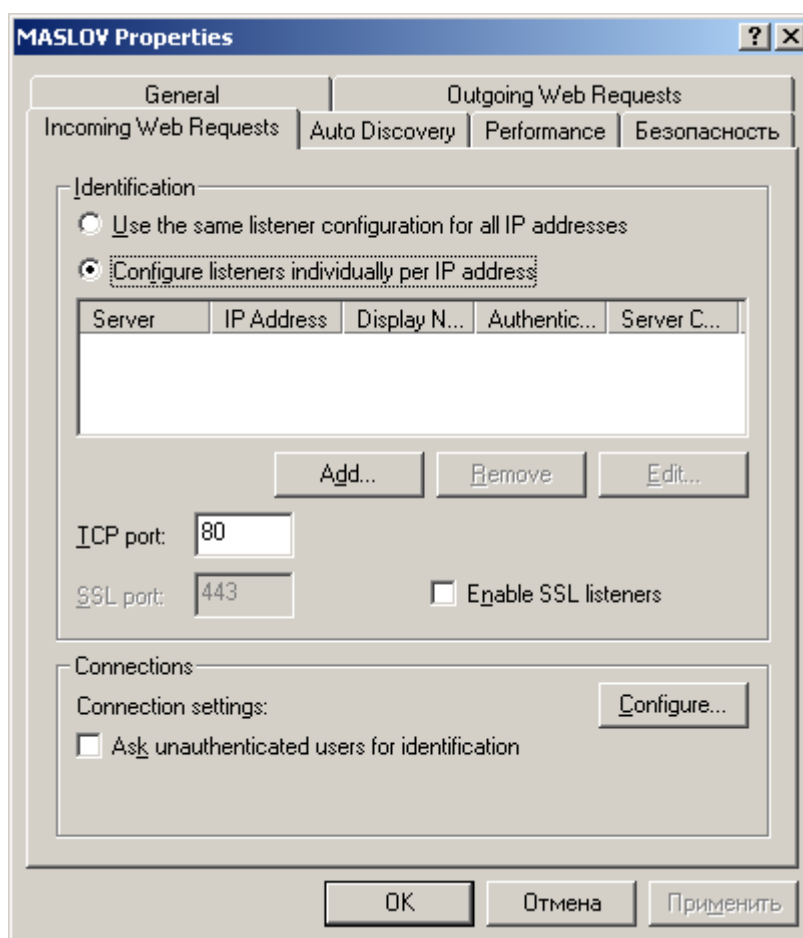 MASLOV Properties
General Outgoing Web Requests
Incoming Web Requests Auto Discovery Performance Безопасность
Identification
Use the same listener configuration for all IP addresses
Configure listeners individually per IP address
Server IP Address Display N... Authentic... Server C...
Add... Remove Edit...
TCP port: 80
SSL port: 443 Enable SSL listeners
Connections
Connection settings: Configure...
Ask unauthenticated users for identification
OK Отмена Применить